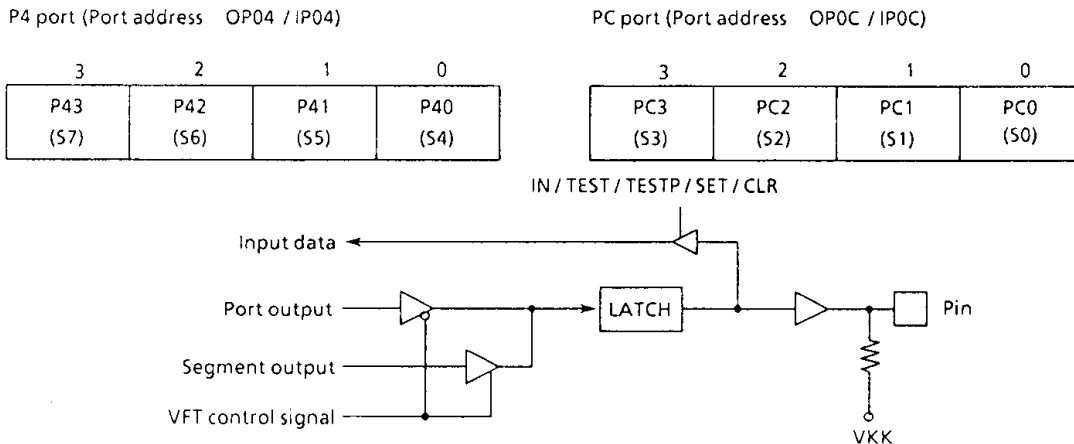 P4 port (Port address OP04 / IP04)
3 2 1 0
P43 P42 P41 P40
(S7) (S6) (S5) (S4)
PC port (Port address OP0C / IP0C)
3 2 1 0
PC3 PC2 PC1 PC0
(S3) (S2) (S1) (S0)
IN / TEST / TESTP / SET / CLR
Input data
Port output
LATCH
Pin
Segment output
VFT control signal
VKK